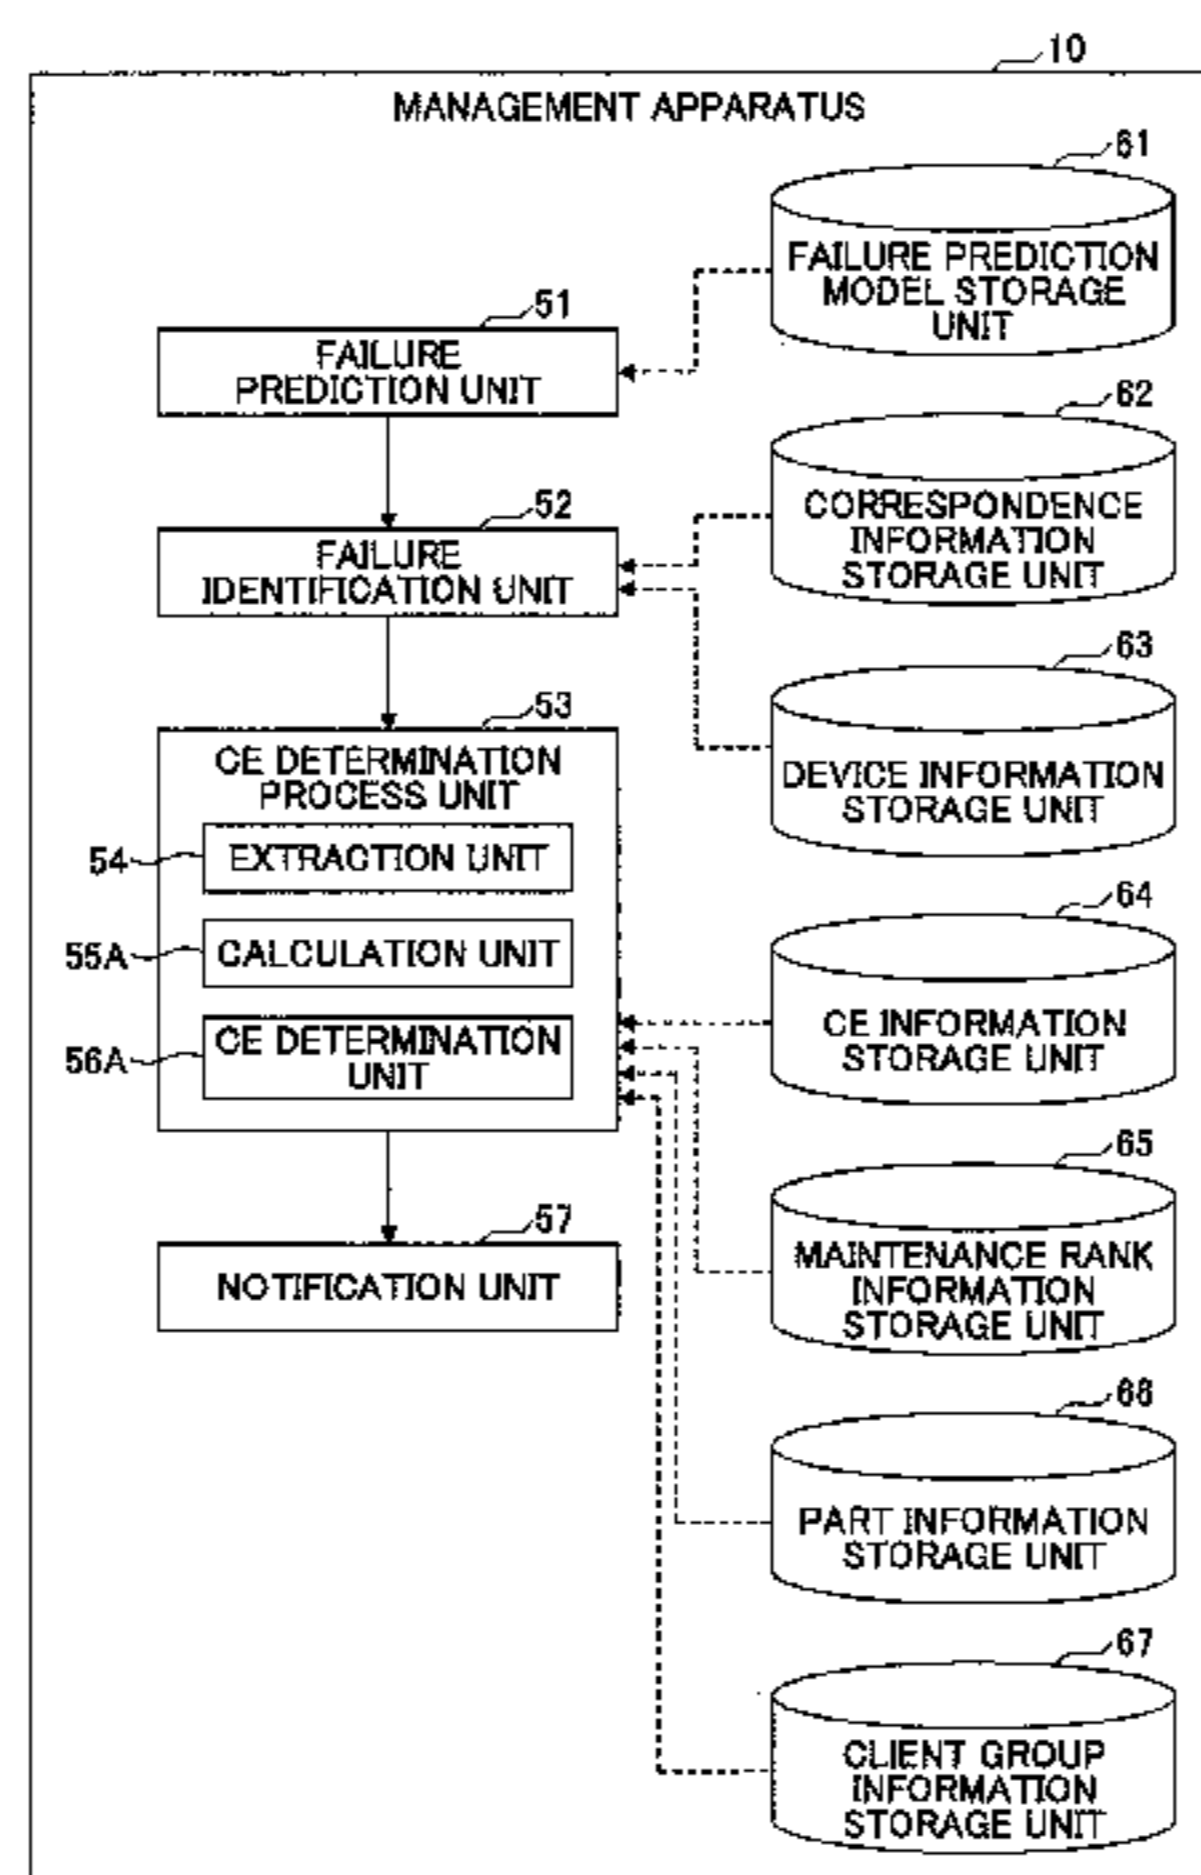 10
MANAGEMENT APPARATUS
61
FAILURE PREDICTION
MODEL STORAGE
UNIT
51
FAILURE
PREDICTION UNIT
62
CORRESPONDENCE
INFORMATION
STORAGE UNIT
52
FAILURE
IDENTIFICATION UNIT
63
DEVICE INFORMATION
STORAGE UNIT
53
CE DETERMINATION
PROCESS UNIT
54
EXTRACTION UNIT
55A
CALCULATION UNIT
56A
CE DETERMINATION
UNIT
64
CE INFORMATION
STORAGE UNIT
65
MAINTENANCE RANK
INFORMATION
STORAGE UNIT
57
NOTIFICATION UNIT
66
PART INFORMATION
STORAGE UNIT
67
CLIENT GROUP
INFORMATION
STORAGE UNIT